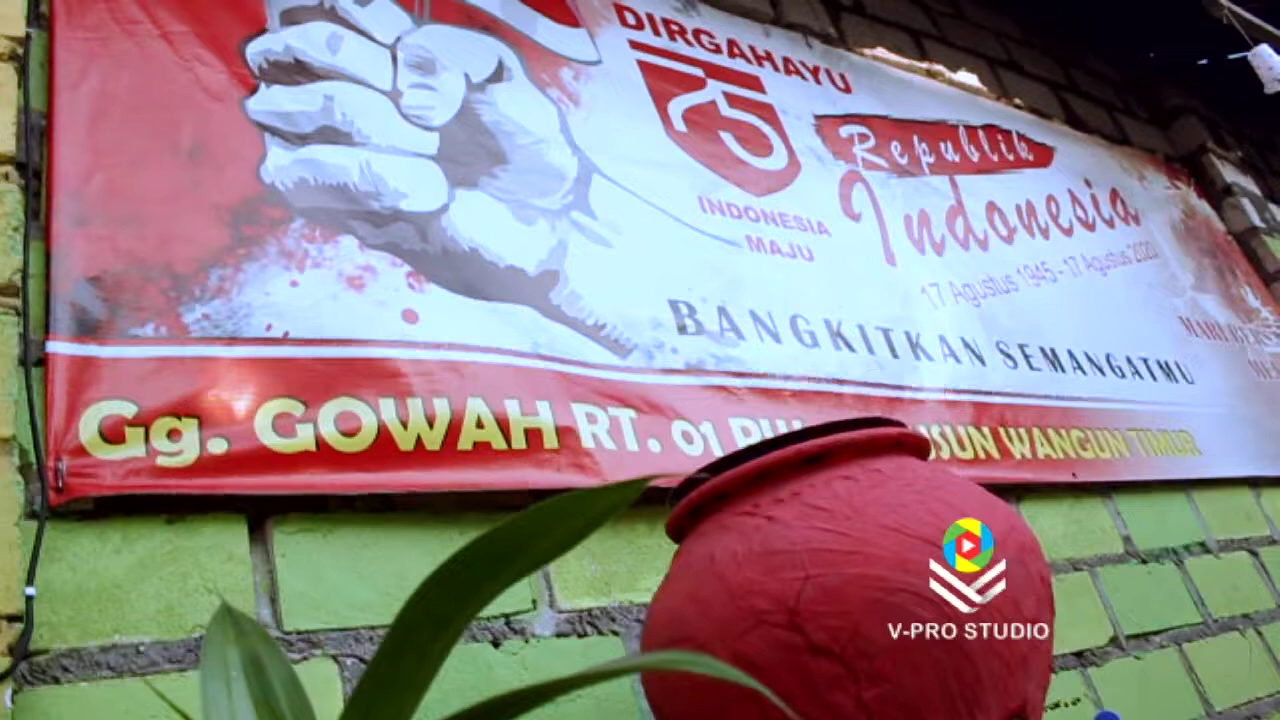 DIRGAHAYU
75
INDONESIA
MAJU
Republik
Indonesia
17 Agustus 1945 - 17 Agustus 2020
BANGKITKAN SEMANGATMU
Gg. GOWAH RT. 01 WANGUN TIMUR
V-PRO STUDIO